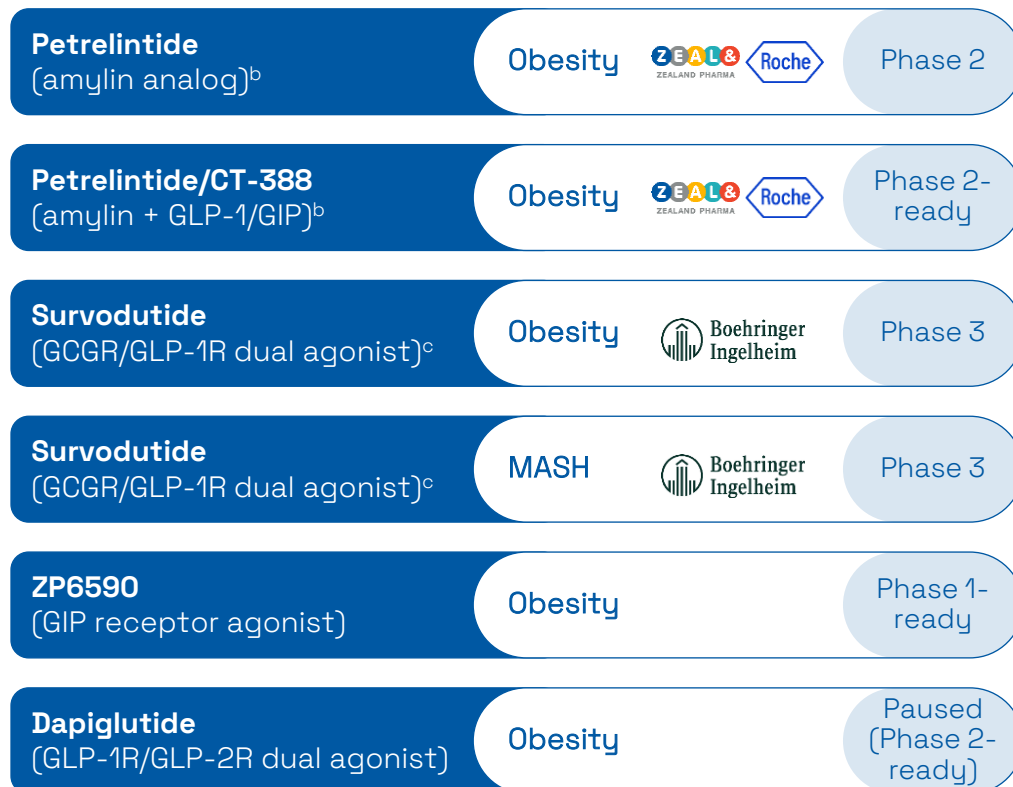 Petrelintide
(amylin analog)ᵇ
Obesity
ZEAL&
ZEALAND PHARMA
Roche
Phase 2
Petrelintide/CT-388
(amylin + GLP-1/GIP)ᵇ
Obesity
ZEAL&
ZEALAND PHARMA
Roche
Phase 2-
ready
Survodutide
(GCGR/GLP-1R dual agonist)ᶜ
Obesity
Boehringer
Ingelheim
Phase 3
Survodutide
(GCGR/GLP-1R dual agonist)ᶜ
MASH
Boehringer
Ingelheim
Phase 3
ZP6590
(GIP receptor agonist)
Obesity
Phase 1-
ready
Dapiglutide
(GLP-1R/GLP-2R dual agonist)
Obesity
Paused
(Phase 2-
ready)